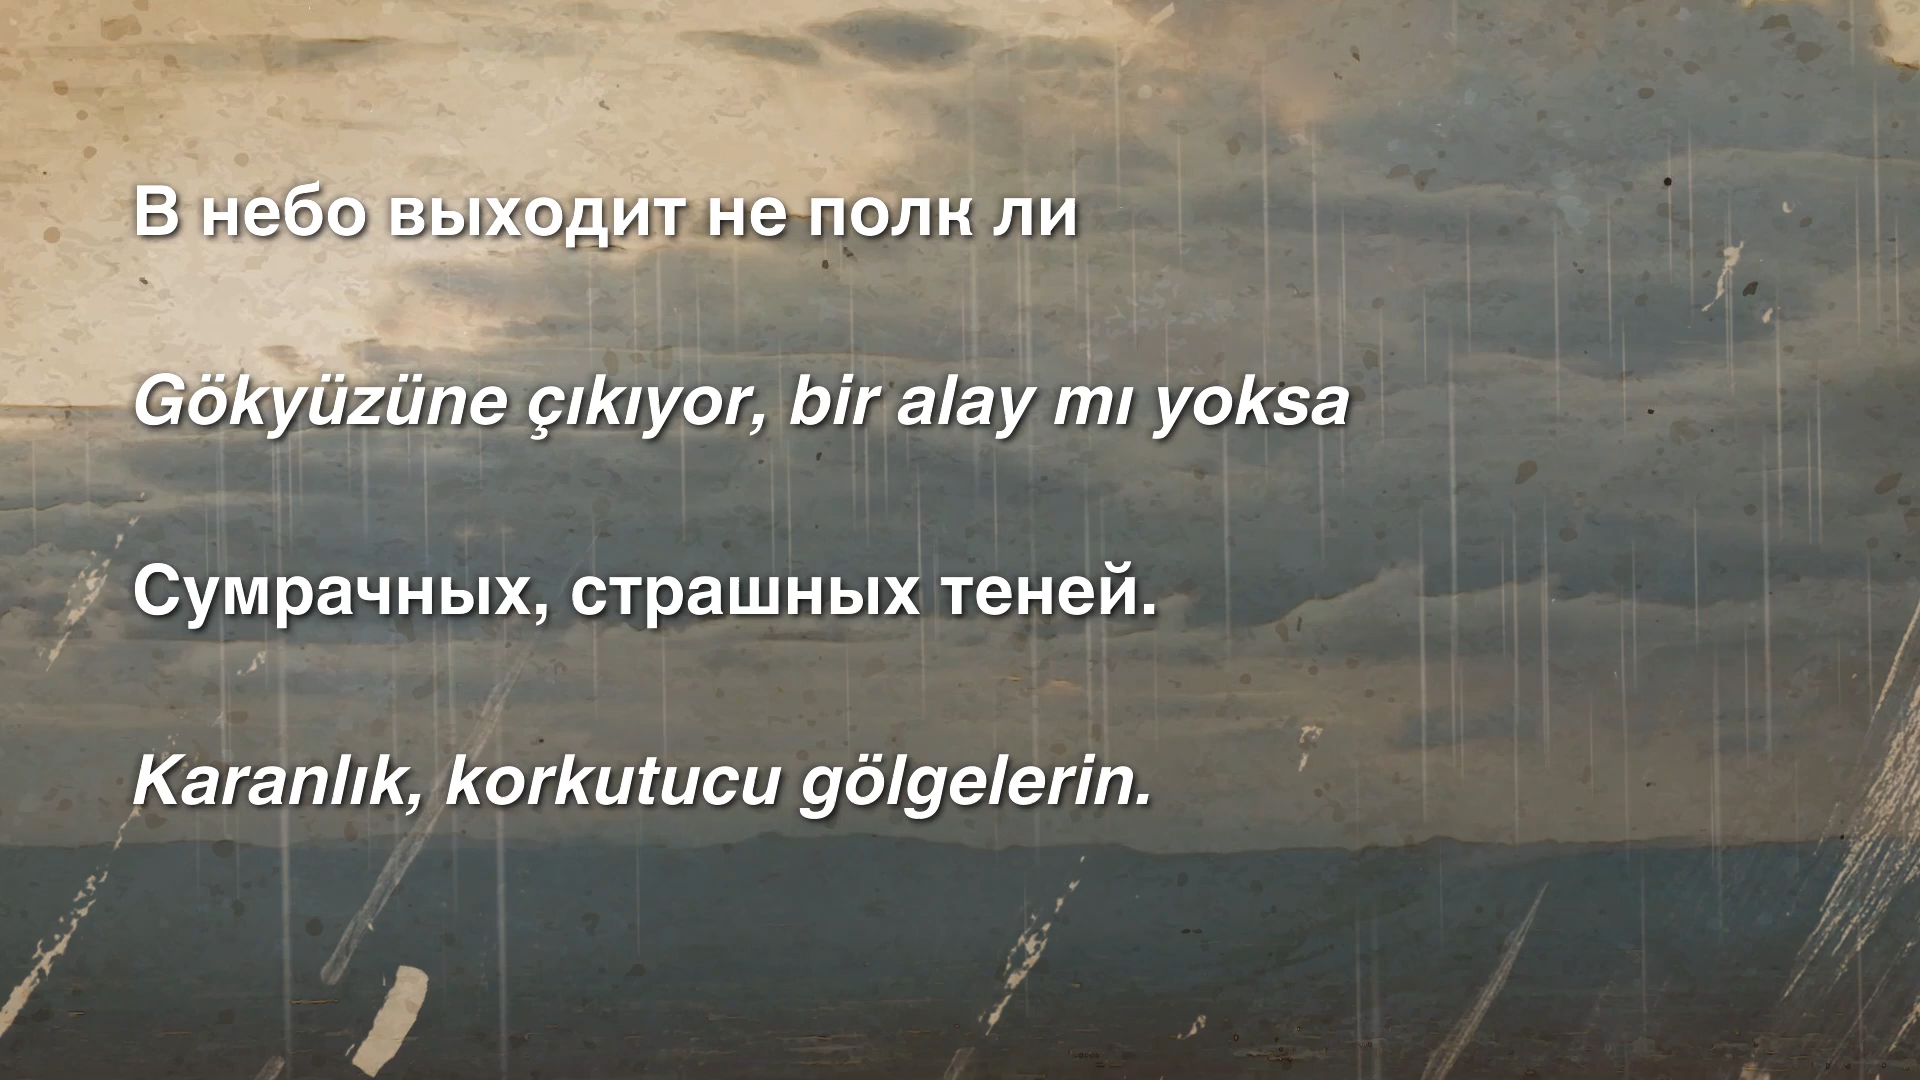 В небо выходит не полк ли
Gökyüzüne çıkıyor, bir alay mı yoksa
Сумрачных, страшных теней.
Karanlık, korkutucu gölgelerin.